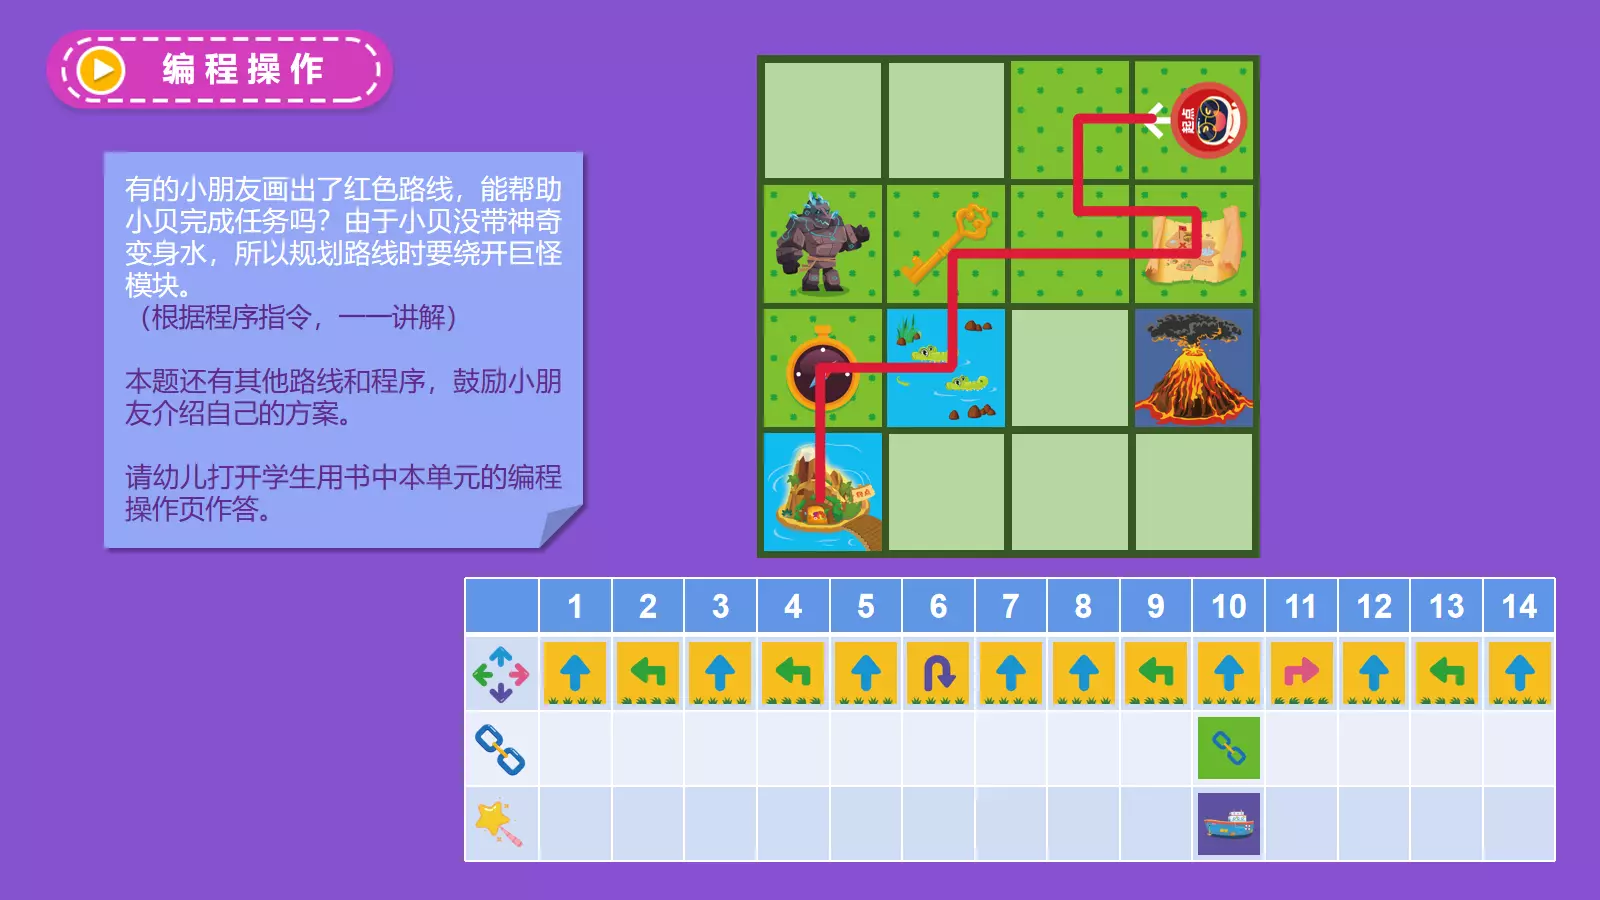 编程操作
有的小朋友画出了红色路线，能帮助
小贝完成任务吗？由于小贝没带神奇
变身水，所以规划路线时要绕开巨怪
模块。
（根据程序指令，一一讲解）
本题还有其他路线和程序，鼓励小朋
友介绍自己的方案。
请幼儿打开学生用书中本单元的编程
操作页作答。
起点
终点
1 2 3 4 5 6 7 8 9 10 11 12 13 14